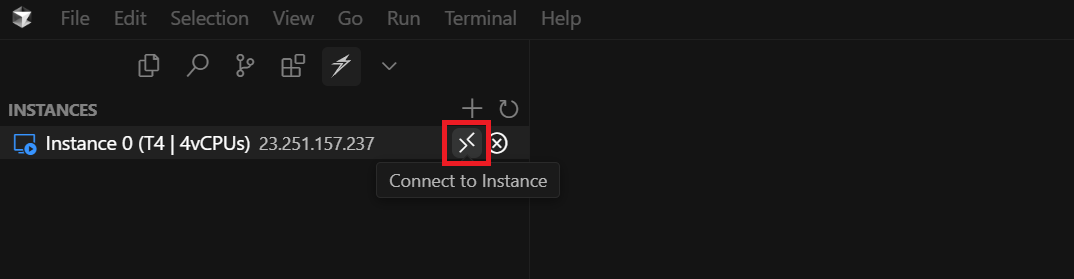 File Edit Selection View Go Run Terminal Help
INSTANCES
Instance 0 (T4 | 4vCPUs) 23.251.157.237
Connect to Instance